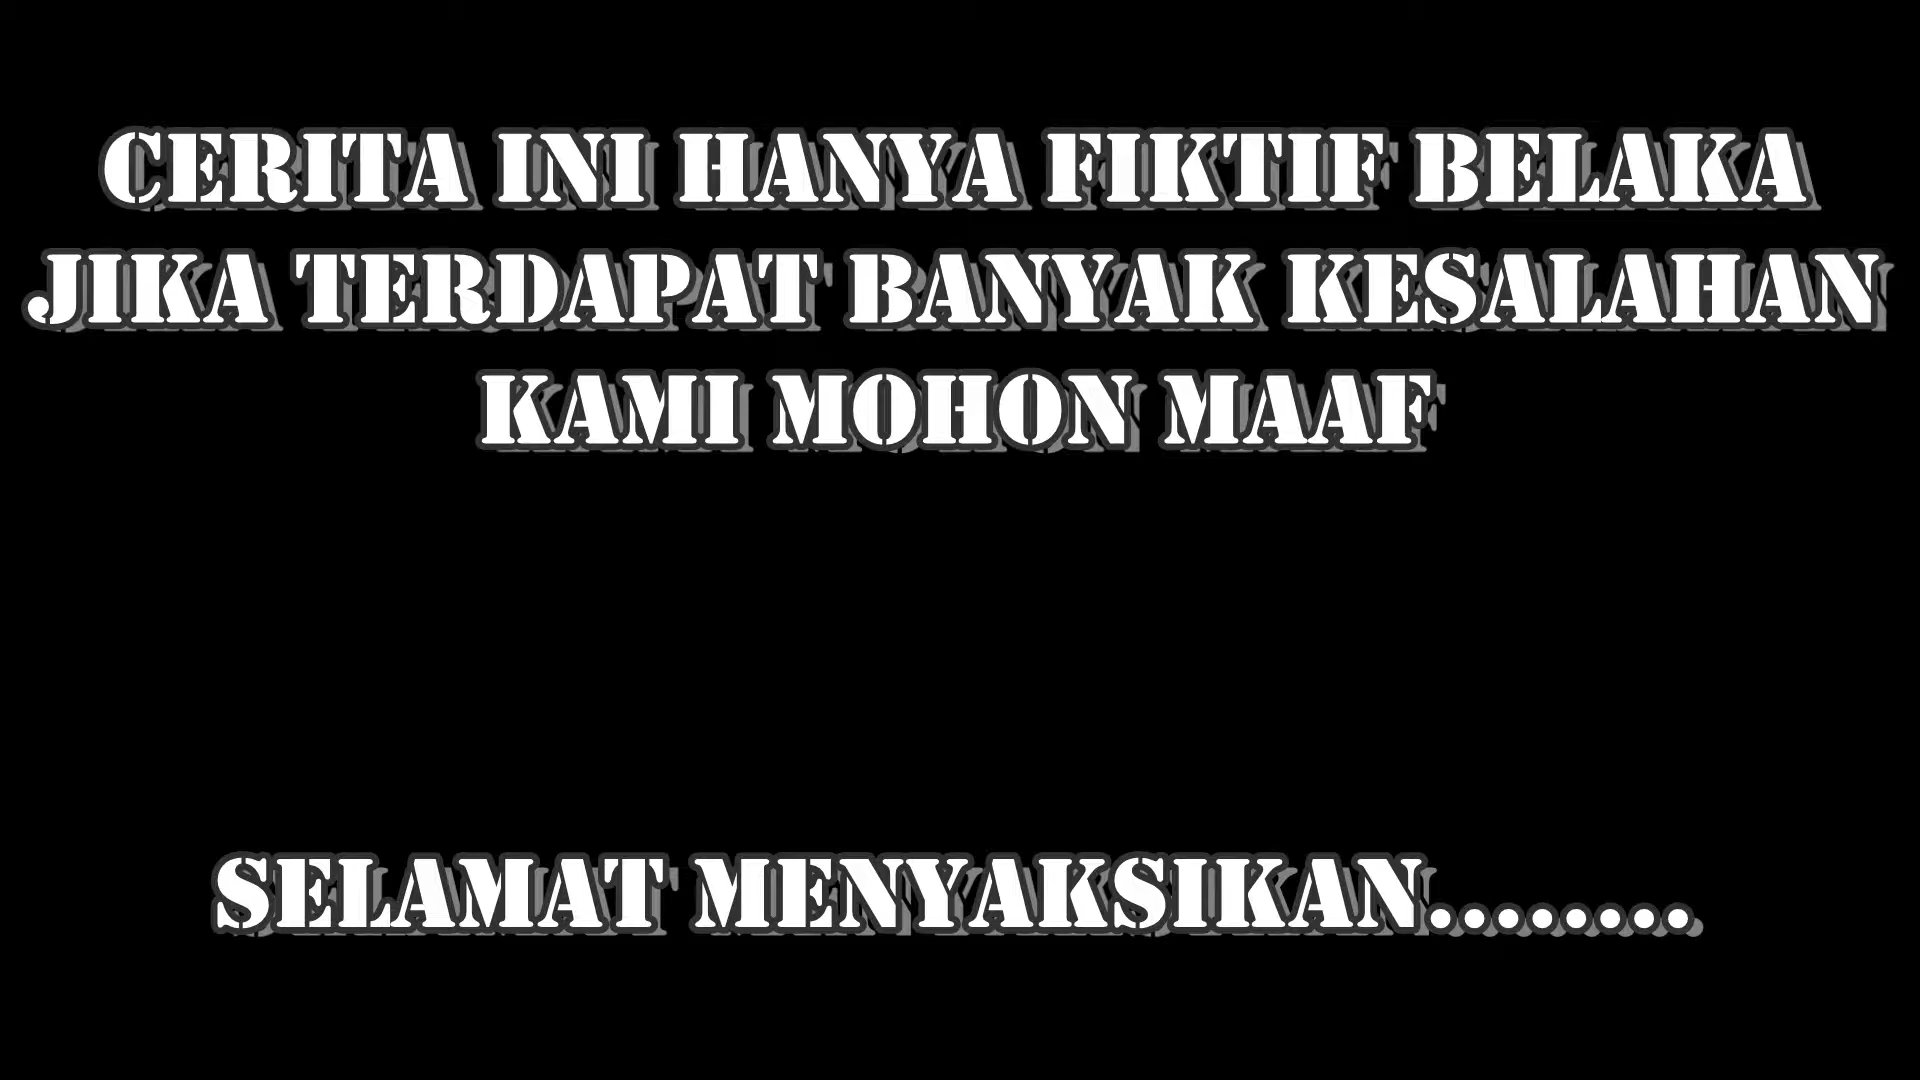 CERITA INI HANYA FIKTIF BELAKA
JIKA TERDAPAT BANYAK KESALAHAN
KAMI MOHON MAAF
SELAMAT MENYAKSIKAN........